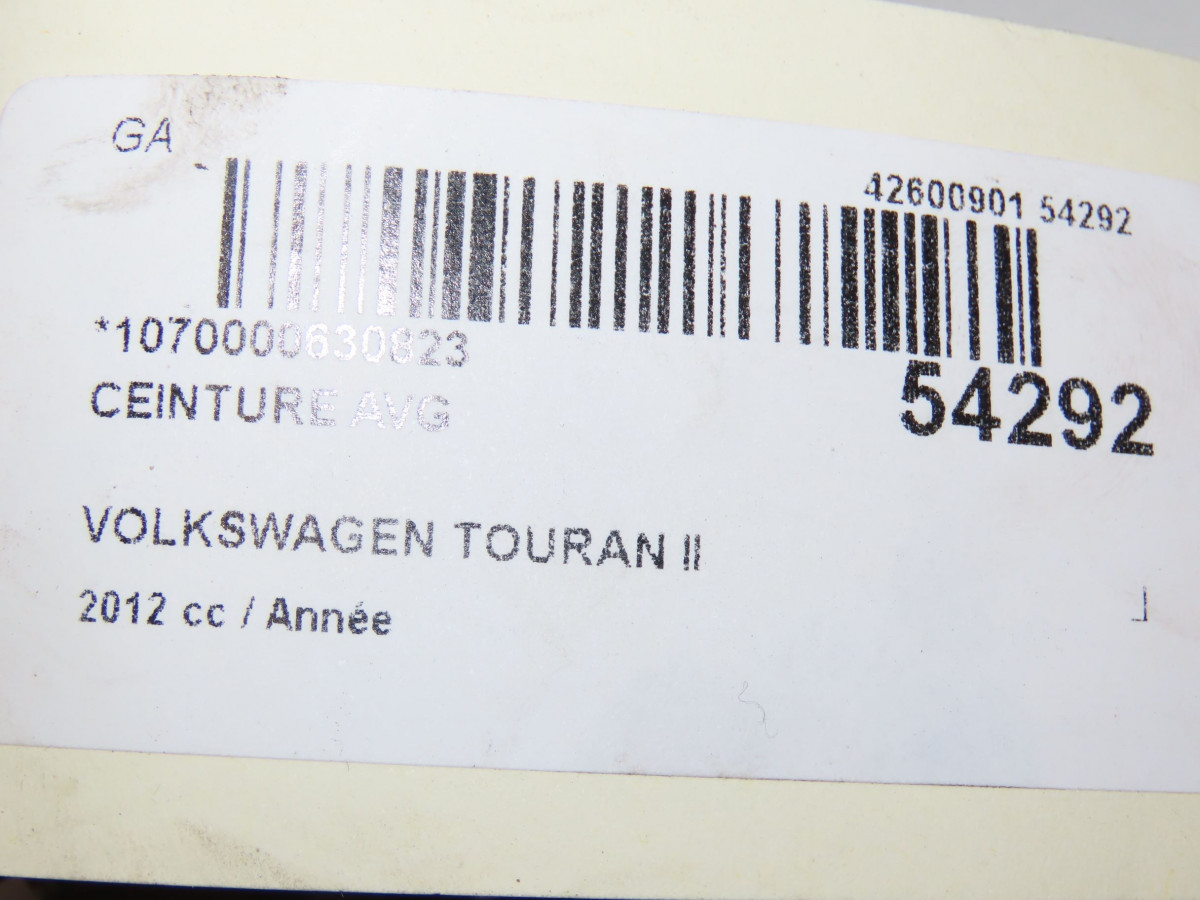 GA
42600901 54292
*1070000630823
CEINTURE AVG
54292
VOLKSWAGEN TOURAN II
2012 cc / Année